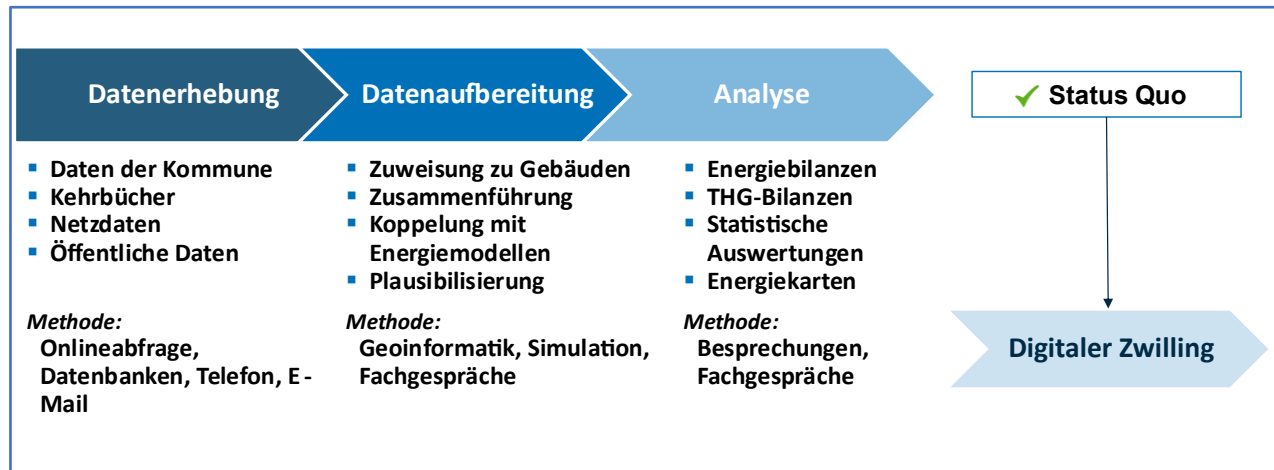 Datenerhebung
Datenaufbereitung
Analyse
✓ Status Quo
▪ Daten der Kommune
▪ Kehrbücher
▪ Netzdaten
▪ Öffentliche Daten
Methode:
Onlineabfrage,
Datenbanken, Telefon, E -
Mail
▪ Zuweisung zu Gebäuden
▪ Zusammenführung
▪ Koppelung mit
Energiemodellen
▪ Plausibilisierung
Methode:
Geoinformatik, Simulation,
Fachgespräche
▪ Energiebilanzen
▪ THG-Bilanzen
▪ Statistische
Auswertungen
▪ Energiekarten
Methode:
Besprechungen,
Fachgespräche
Digitaler Zwilling